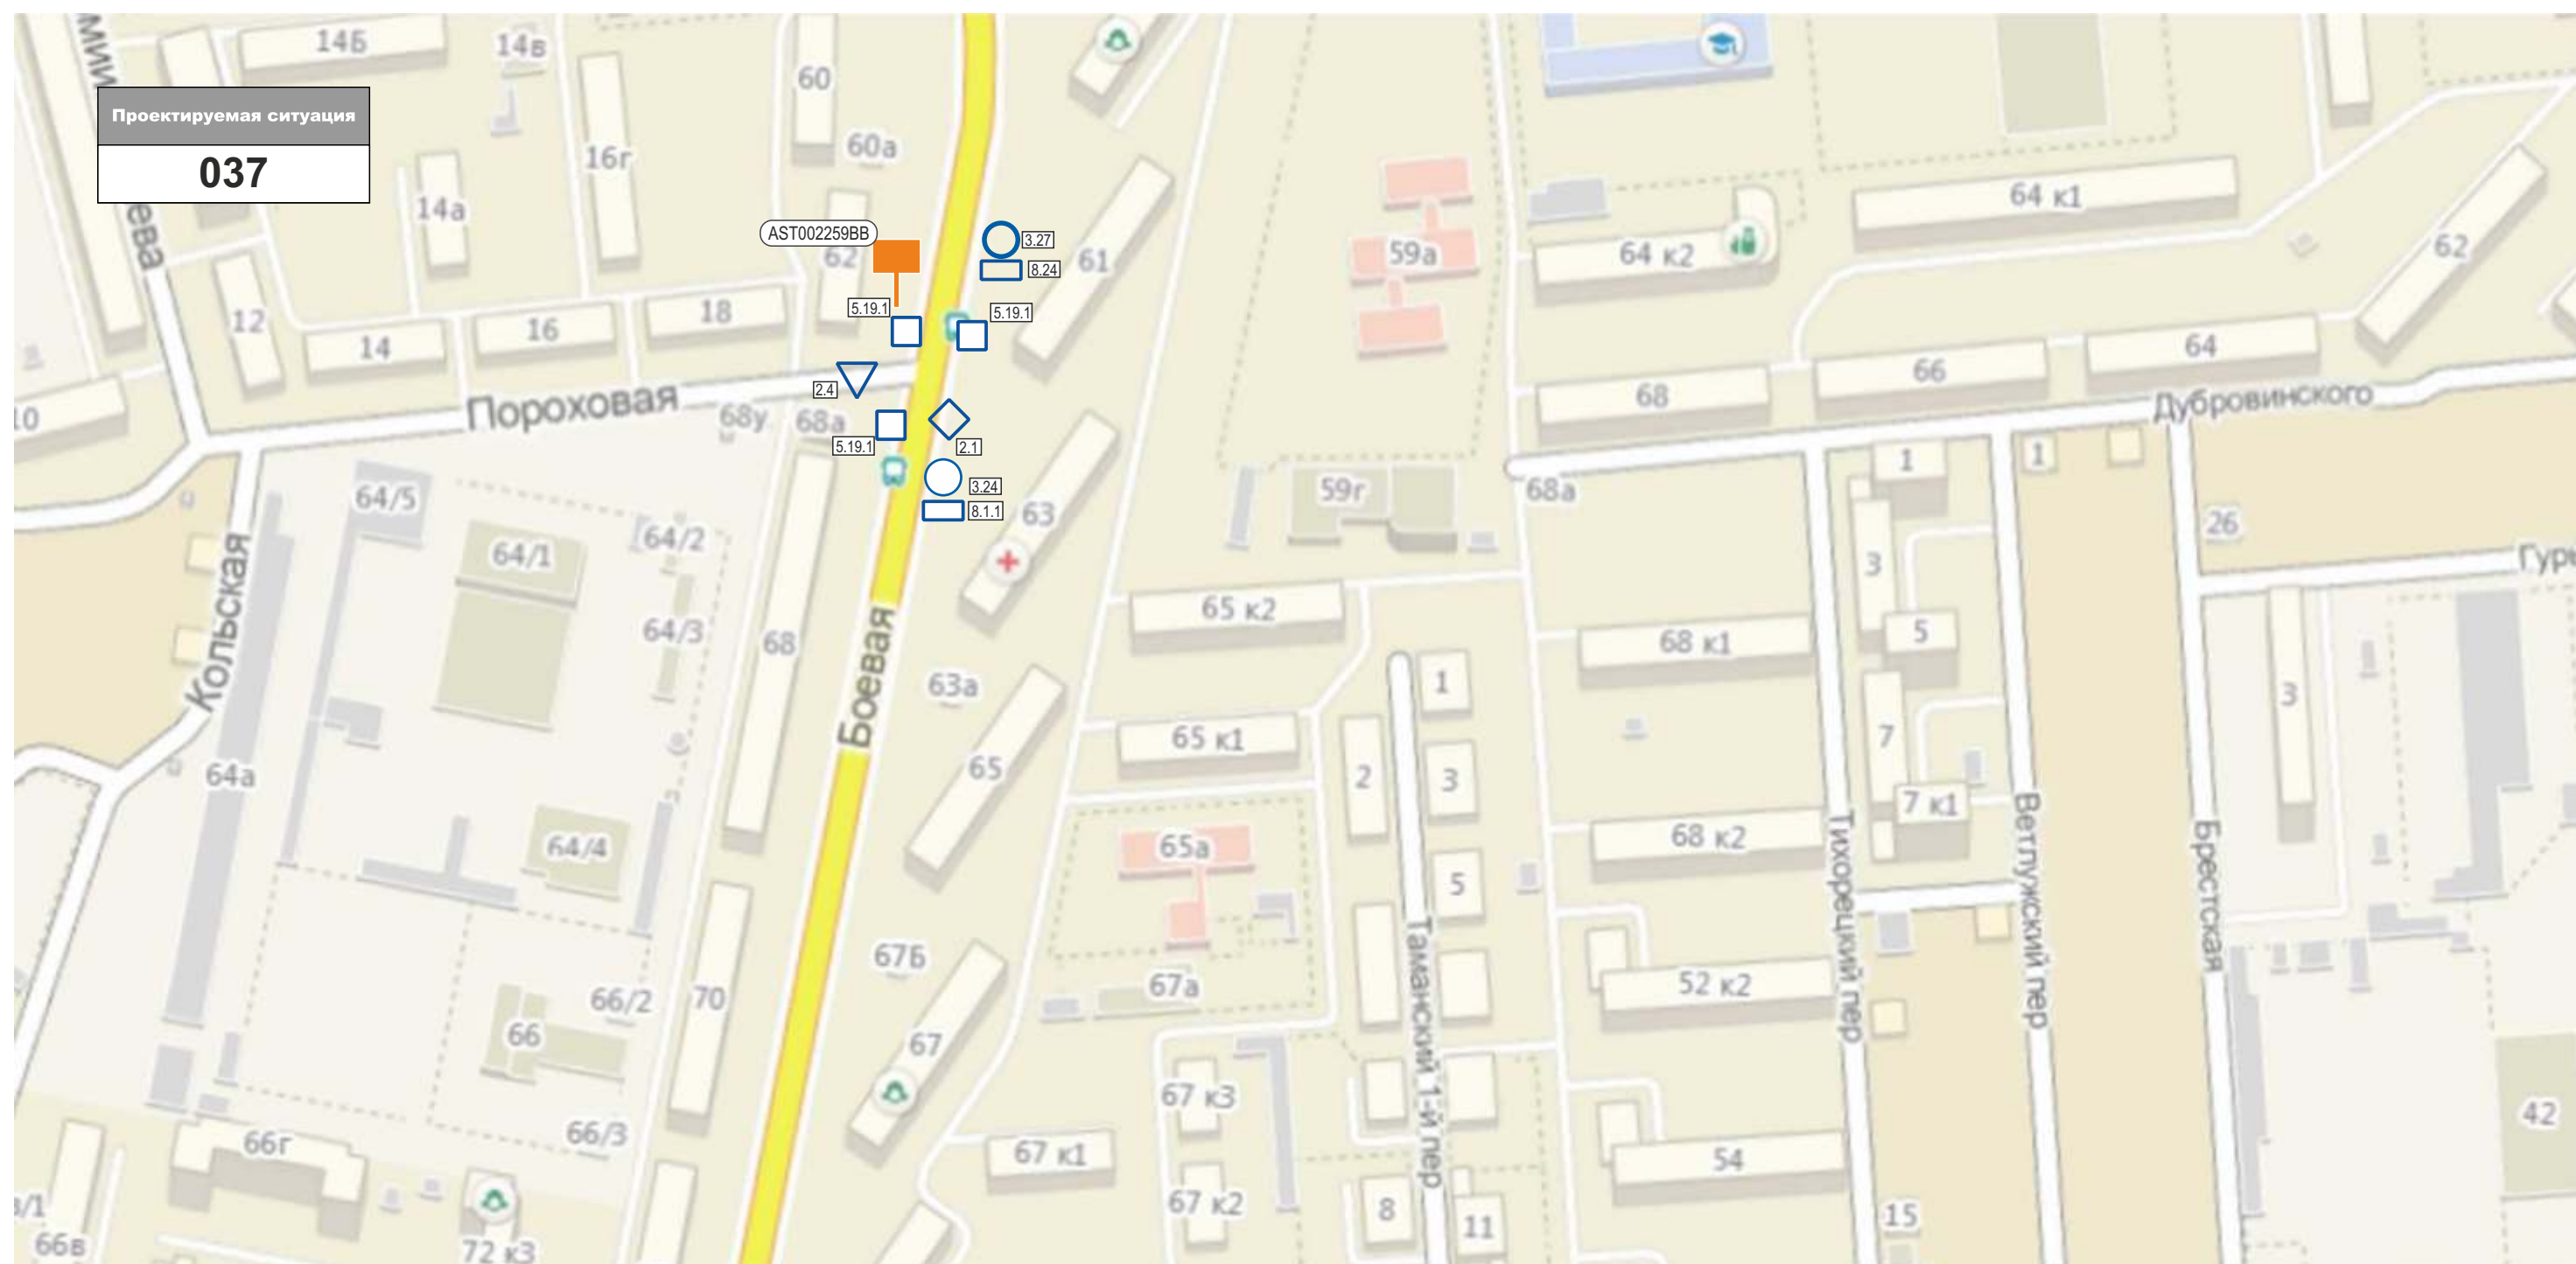 Проектируемая ситуация
037
14Б
14в
60
16г
60а
14а
64 к1
AST002259BB
3.27
62
61
8.24
59а
64 к2
62
5.19.1
5.19.1
12
14
16
18
64
66
68
Дубровинского
2.4
Пороховая
68у
68а
10
5.19.1
2.1
1
1
64/5
3.24
59г
68а
8.1.1
63
26
64/2
64/1
3
65 к2
Кольская
64/3
68
Боевая
68 к1
5
63а
1
3
65 к1
7
65
2
3
64а
7 к1
65а
68 к2
64/4
5
Тихорецкий пер
Ветлужский пер
Брестская
67Б
67а
52 к2
66/2
70
66
Таманский 1-й пер
67
67 к3
42
66/3
66г
67 к1
54
67 к2
8
11
15
66в
72 к3